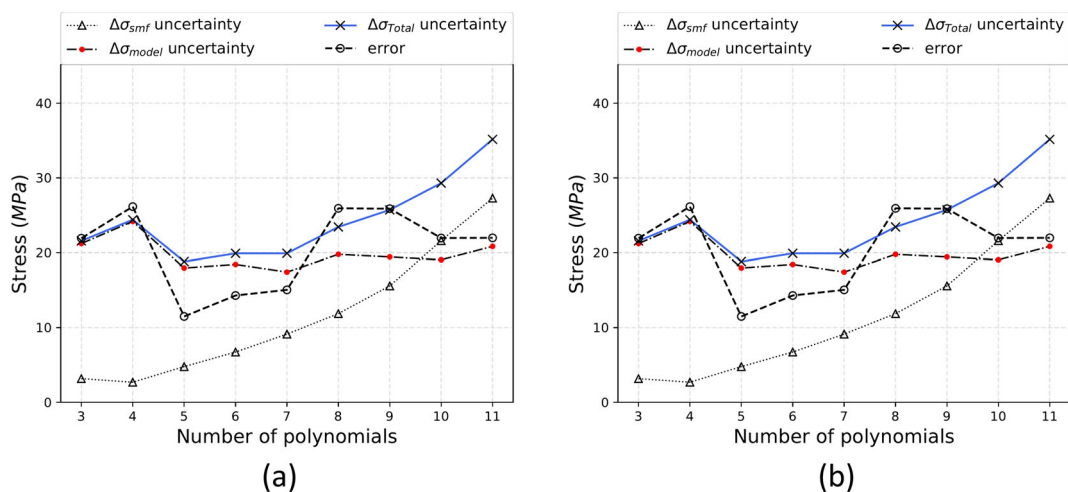 Δσsmf uncertainty ΔσTotal uncertainty
Δσmodel uncertainty error
40
30
20
10
0
Stress (MPa)
3 4 5 6 7 8 9 10 11
Number of polynomials
(a)
Δσsmf uncertainty ΔσTotal uncertainty
Δσmodel uncertainty error
40
30
20
10
0
Stress (MPa)
3 4 5 6 7 8 9 10 11
Number of polynomials
(b)